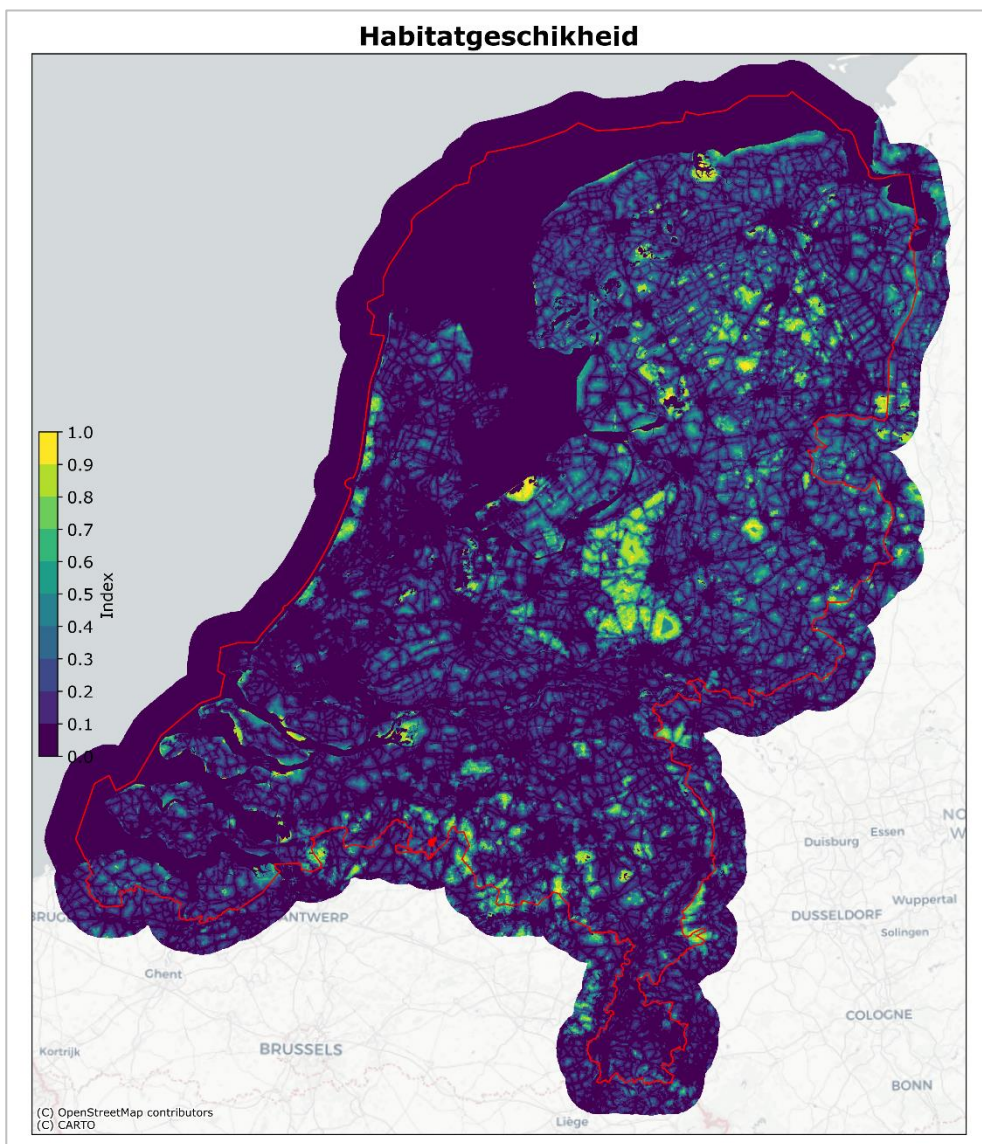 Habitatgeschikheid
1.0
0.9
0.8
0.7
0.6
0.5
0.4
0.3
0.2
0.1
0.0
Index
Duisburg
Essen
NO
W
Wuppertal
DUSSELDORF
Solingen
BRUG
ANTWERP
Ghent
COLOGNE
Kortrijk
BRUSSELS
BONN
Liège
(C) OpenStreetMap contributors
(C) CARTO